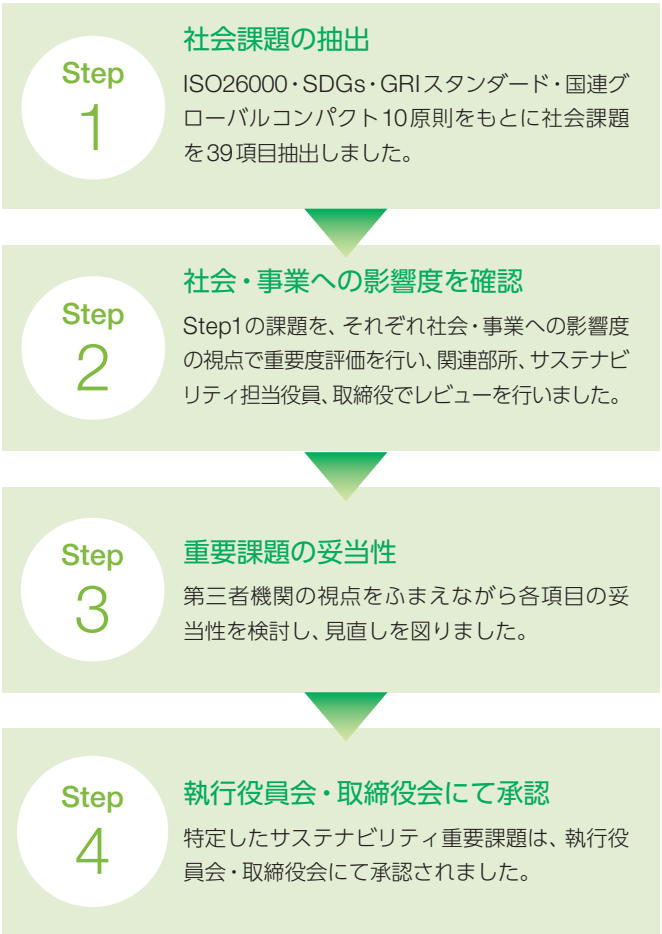 Step
1
社会課題の抽出
ISO26000・SDGs・GRIスタンダード・国連グ
ローバルコンパクト10原則をもとに社会課題
を39項目抽出しました。
Step
2
社会・事業への影響度を確認
Step1の課題を、それぞれ社会・事業への影響度
の視点で重要度評価を行い、関連部所、サステナビ
リティ担当役員、取締役でレビューを行いました。
Step
3
重要課題の妥当性
第三者機関の視点をふまえながら各項目の妥
当性を検討し、見直しを図りました。
Step
4
執行役員会・取締役会にて承認
特定したサステナビリティ重要課題は、執行役
員会・取締役会にて承認されました。